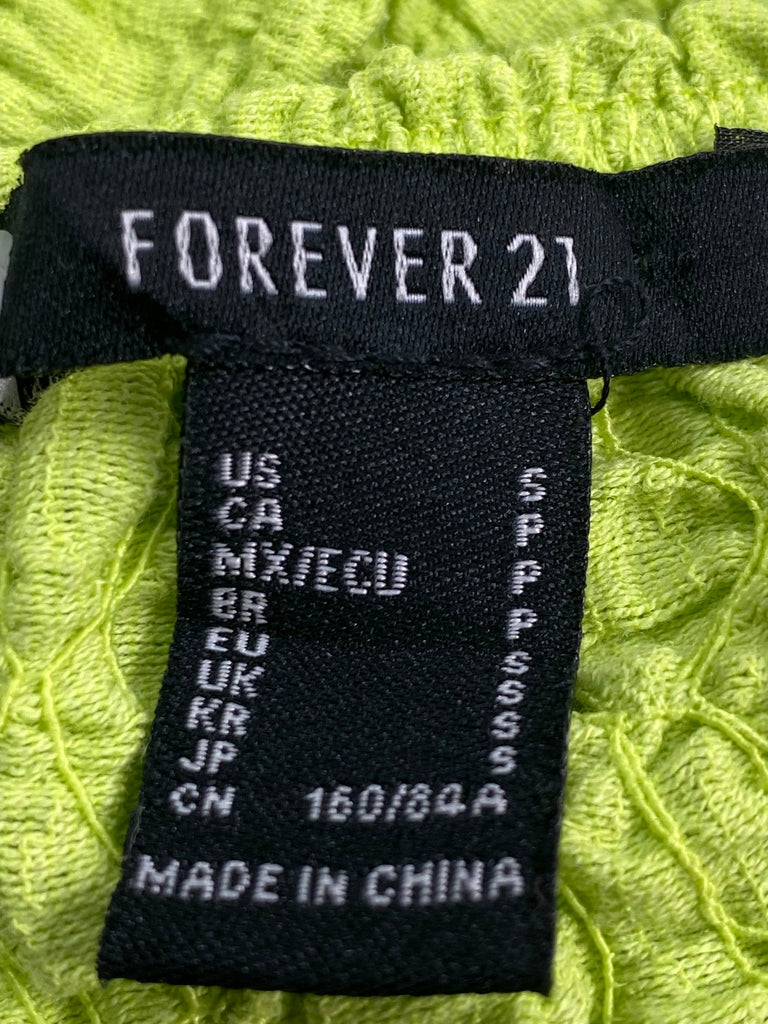 FOREVER 21
US S
CA P
MX/ECU P
BR P
EU S
UK S
KR S
JP S
CN 160/84A
MADE IN CHINA